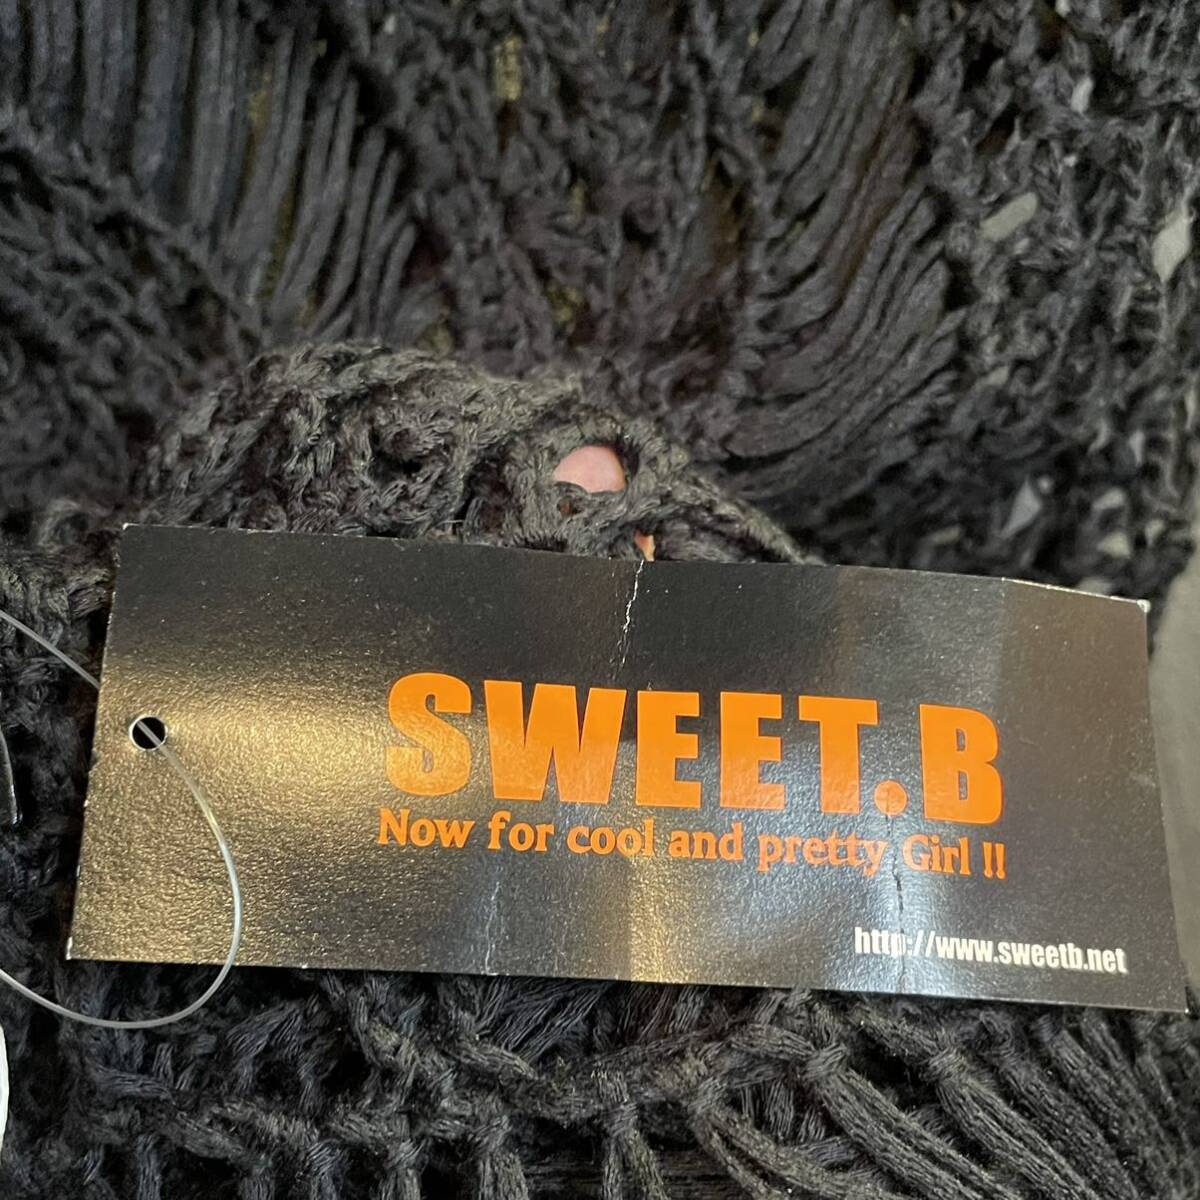 SWEET.B
Now for cool and pretty Girl !!
http://www.sweetb.net